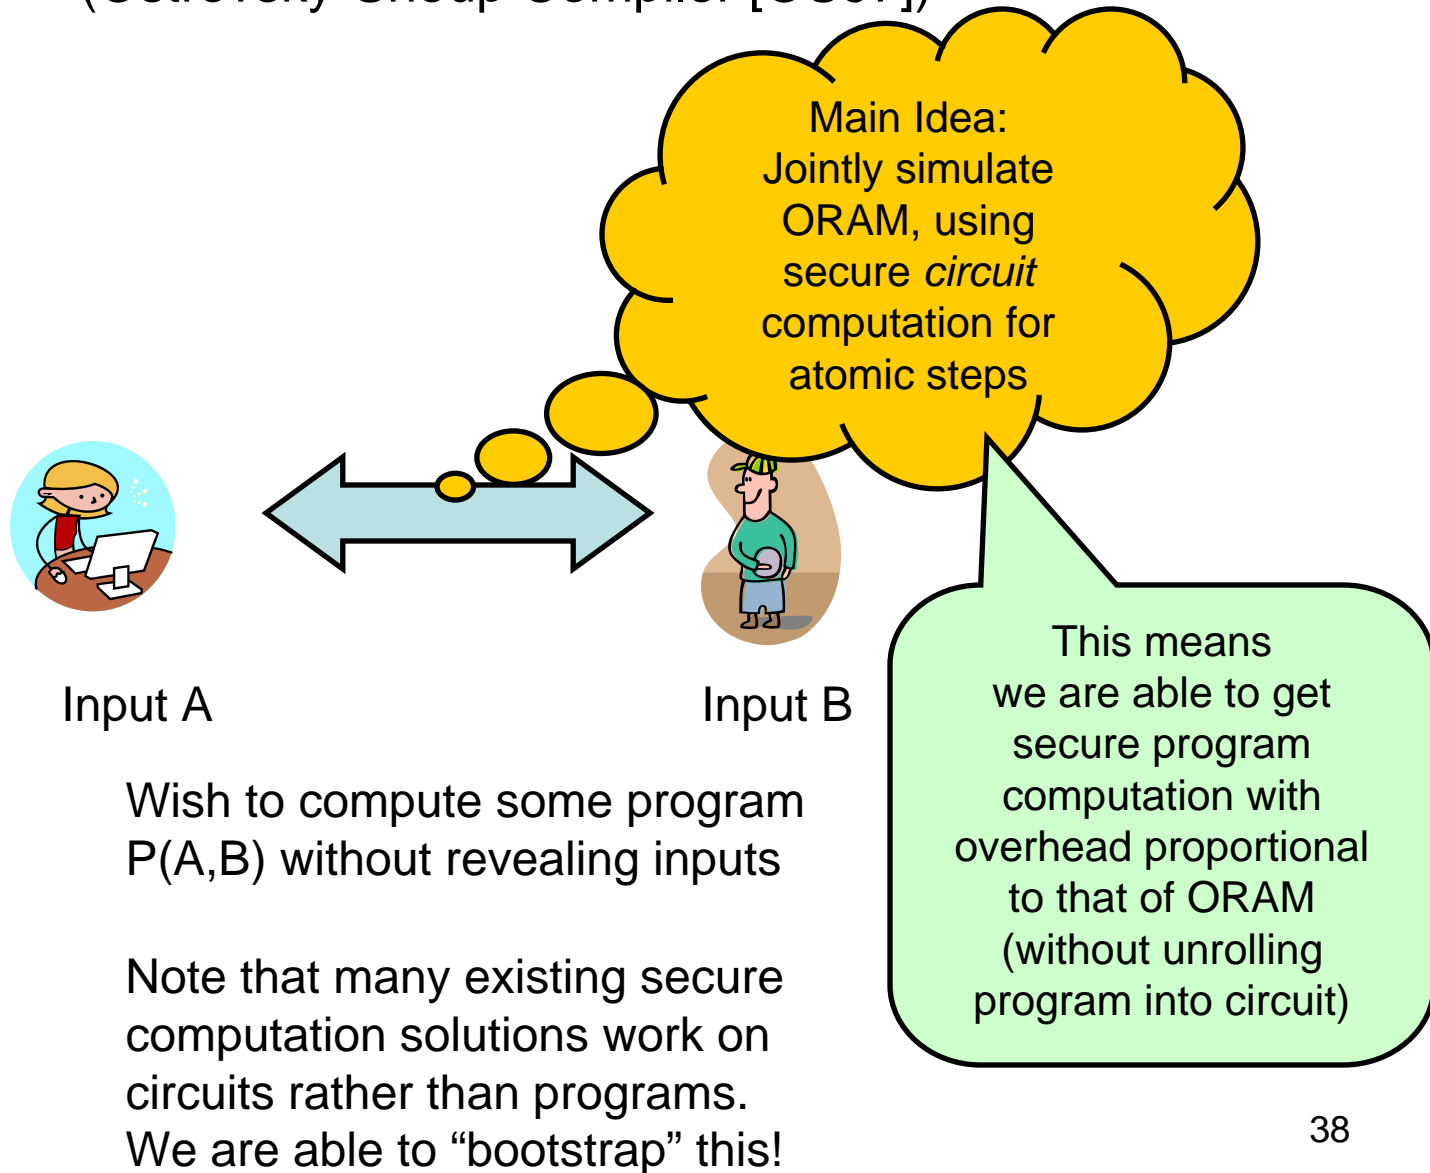 Main Idea:
Jointly simulate
ORAM, using
secure circuit
computation for
atomic steps
Input A
Input B
This means
we are able to get
secure program
computation with
overhead proportional
to that of ORAM
(without unrolling
program into circuit)
Wish to compute some program
P(A,B) without revealing inputs
Note that many existing secure
computation solutions work on
circuits rather than programs.
We are able to “bootstrap” this!
38